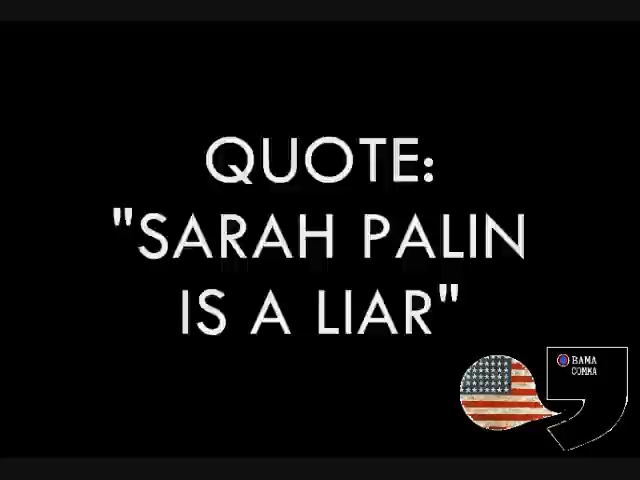 QUOTE:
"SARAH PALIN
IS A LIAR"
BAMA
COMMA